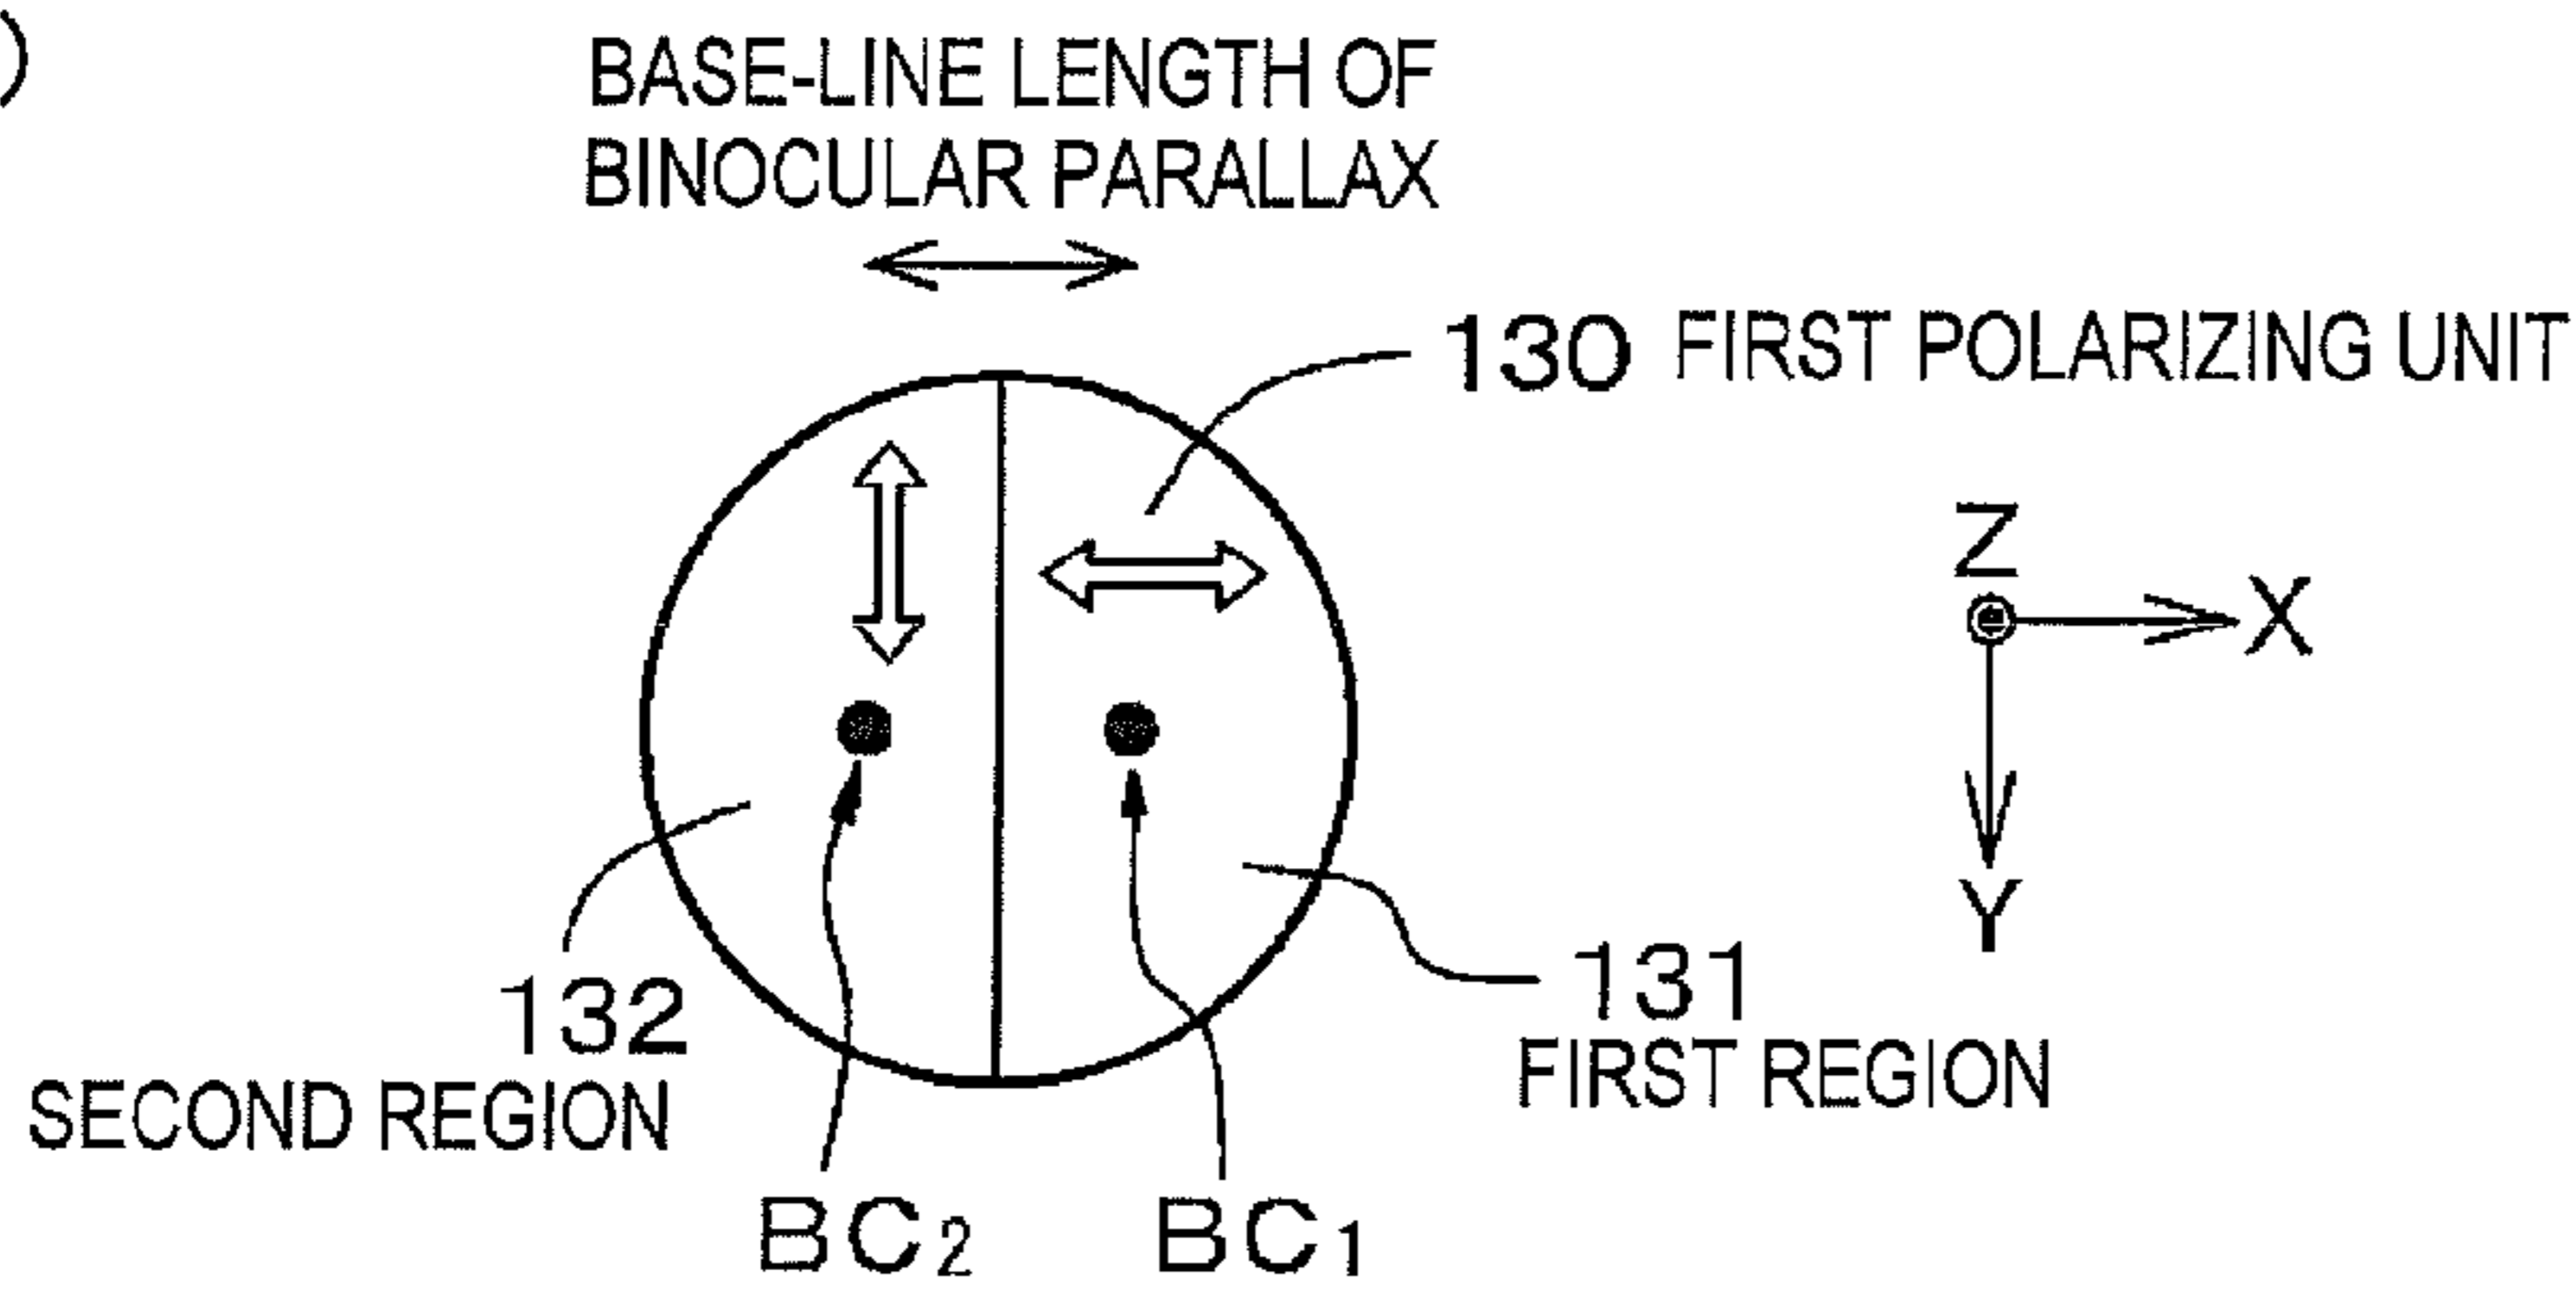 )
BASE-LINE LENGTH OF
BINOCULAR PARALLAX
130 FIRST POLARIZING UNIT
Z
X
Y
131
FIRST REGION
132
SECOND REGION
BC2
BC1